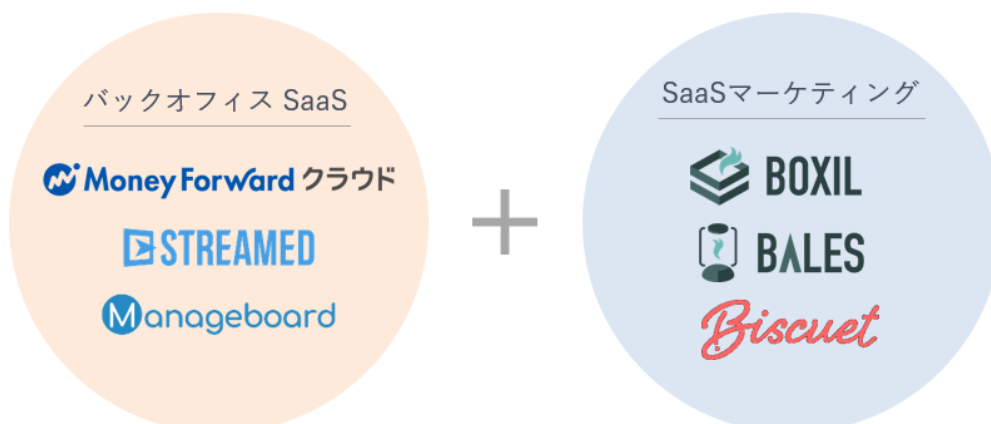 バックオフィス SaaS
Money Forward クラウド
STREAMED
Manageboard
+
SaaSマーケティング
BOXIL
BALES
Biscuet